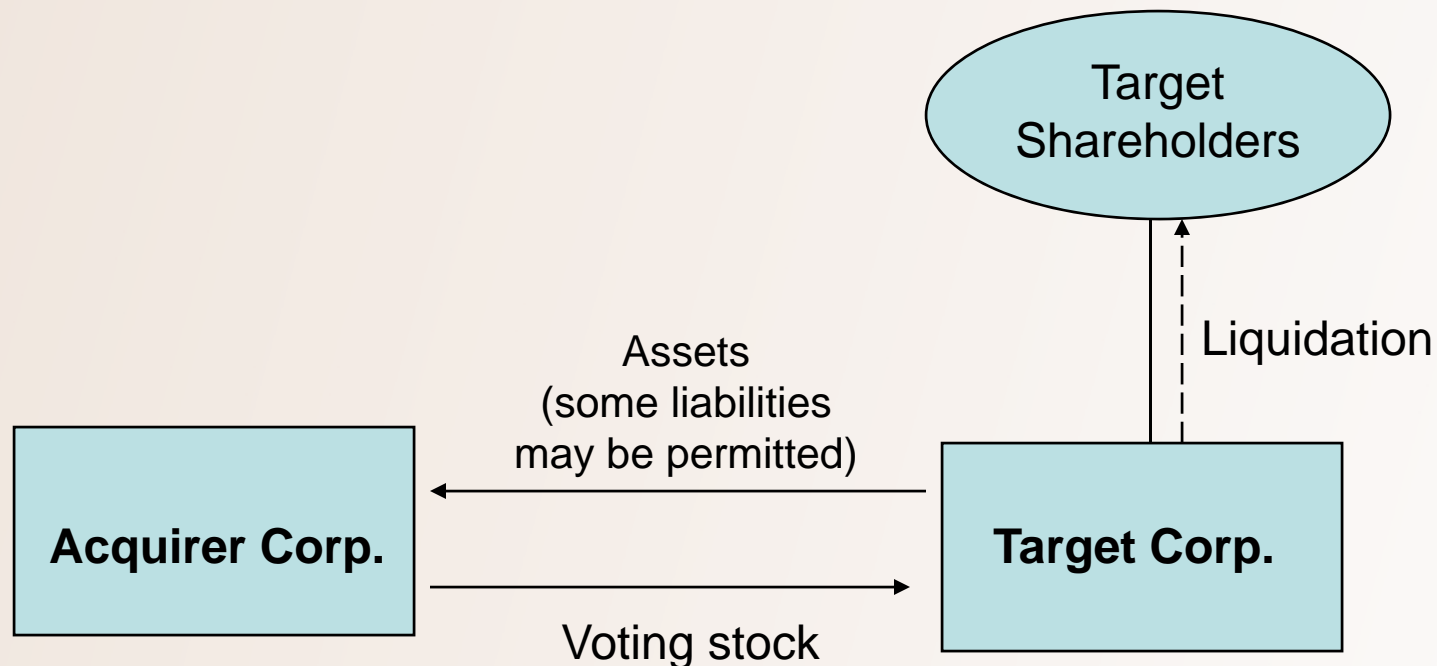 Target
Shareholders
Liquidation
Assets
(some liabilities
may be permitted)
Acquirer Corp.
Target Corp.
Voting stock